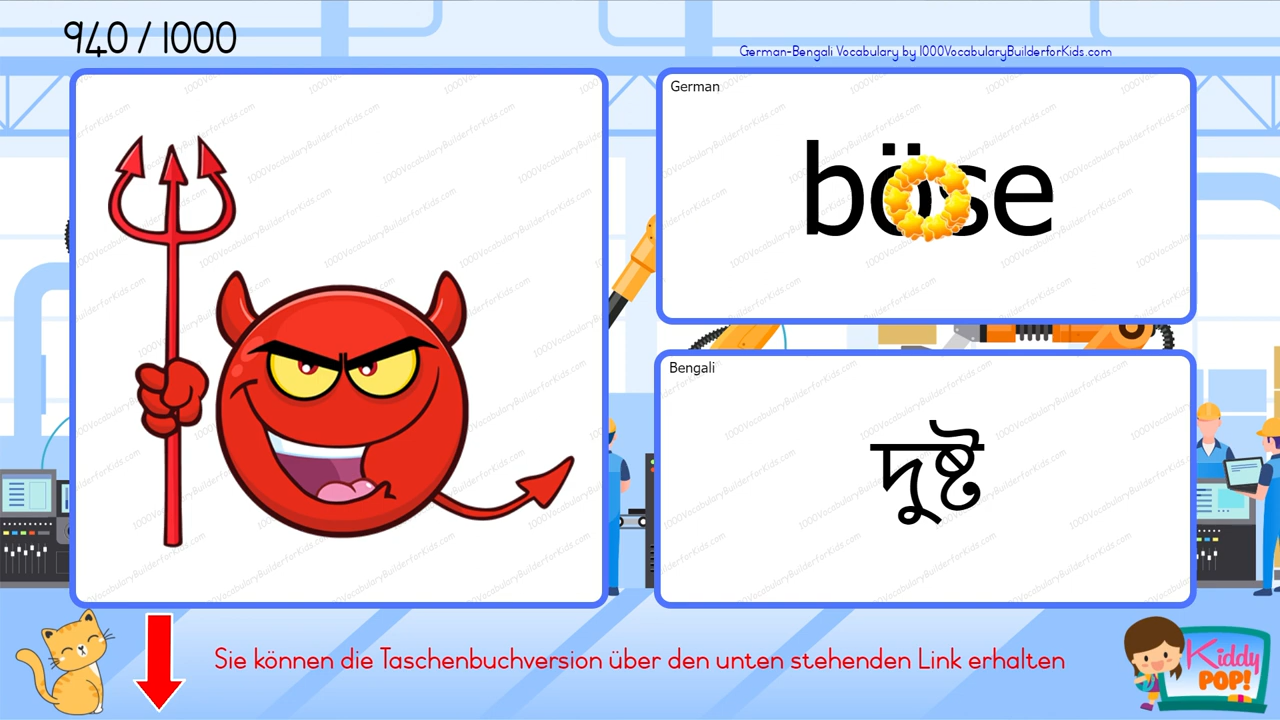 940 / 1000
German-Bengali Vocabulary by 1000VocabularyBuilderforKids.com
German
böse
Bengali
দুষ্ট
Sie können die Taschenbuchversion über den unten stehenden Link erhalten
Kiddy
POP!